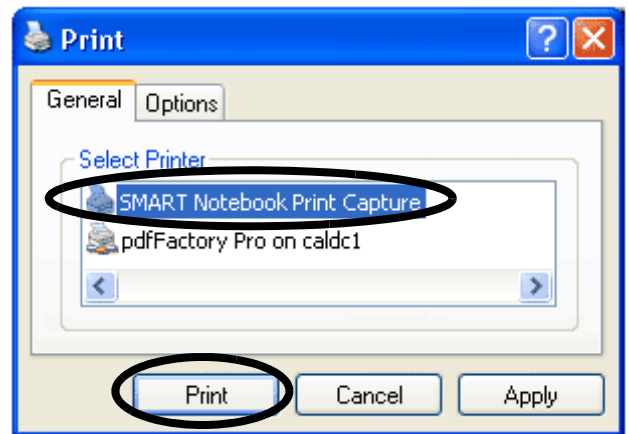 Print
General Options
Select Printer
SMART Notebook Print Capture
pdfFactory Pro on caldc1
Print Cancel Apply